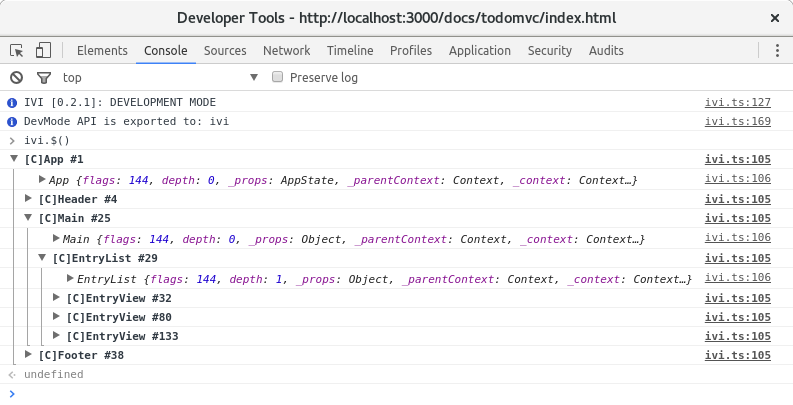 Developer Tools - http://localhost:3000/docs/todomvc/index.html
Elements Console Sources Network Timeline Profiles Application Security Audits
top Preserve log
IVI [0.2.1]: DEVELOPMENT MODE ivi.ts:127
DevMode API is exported to: ivi ivi.ts:169
ivi.$()
[C]App #1 ivi.ts:105
App {flags: 144, depth: 0, _props: AppState, _parentContext: Context, _context: Context…} ivi.ts:106
[C]Header #4 ivi.ts:105
[C]Main #25 ivi.ts:105
Main {flags: 144, depth: 0, _props: Object, _parentContext: Context, _context: Context…} ivi.ts:106
[C]EntryList #29 ivi.ts:105
EntryList {flags: 144, depth: 1, _props: Object, _parentContext: Context, _context: Context…} ivi.ts:106
[C]EntryView #32 ivi.ts:105
[C]EntryView #80 ivi.ts:105
[C]EntryView #133 ivi.ts:105
[C]Footer #38 ivi.ts:105
undefined